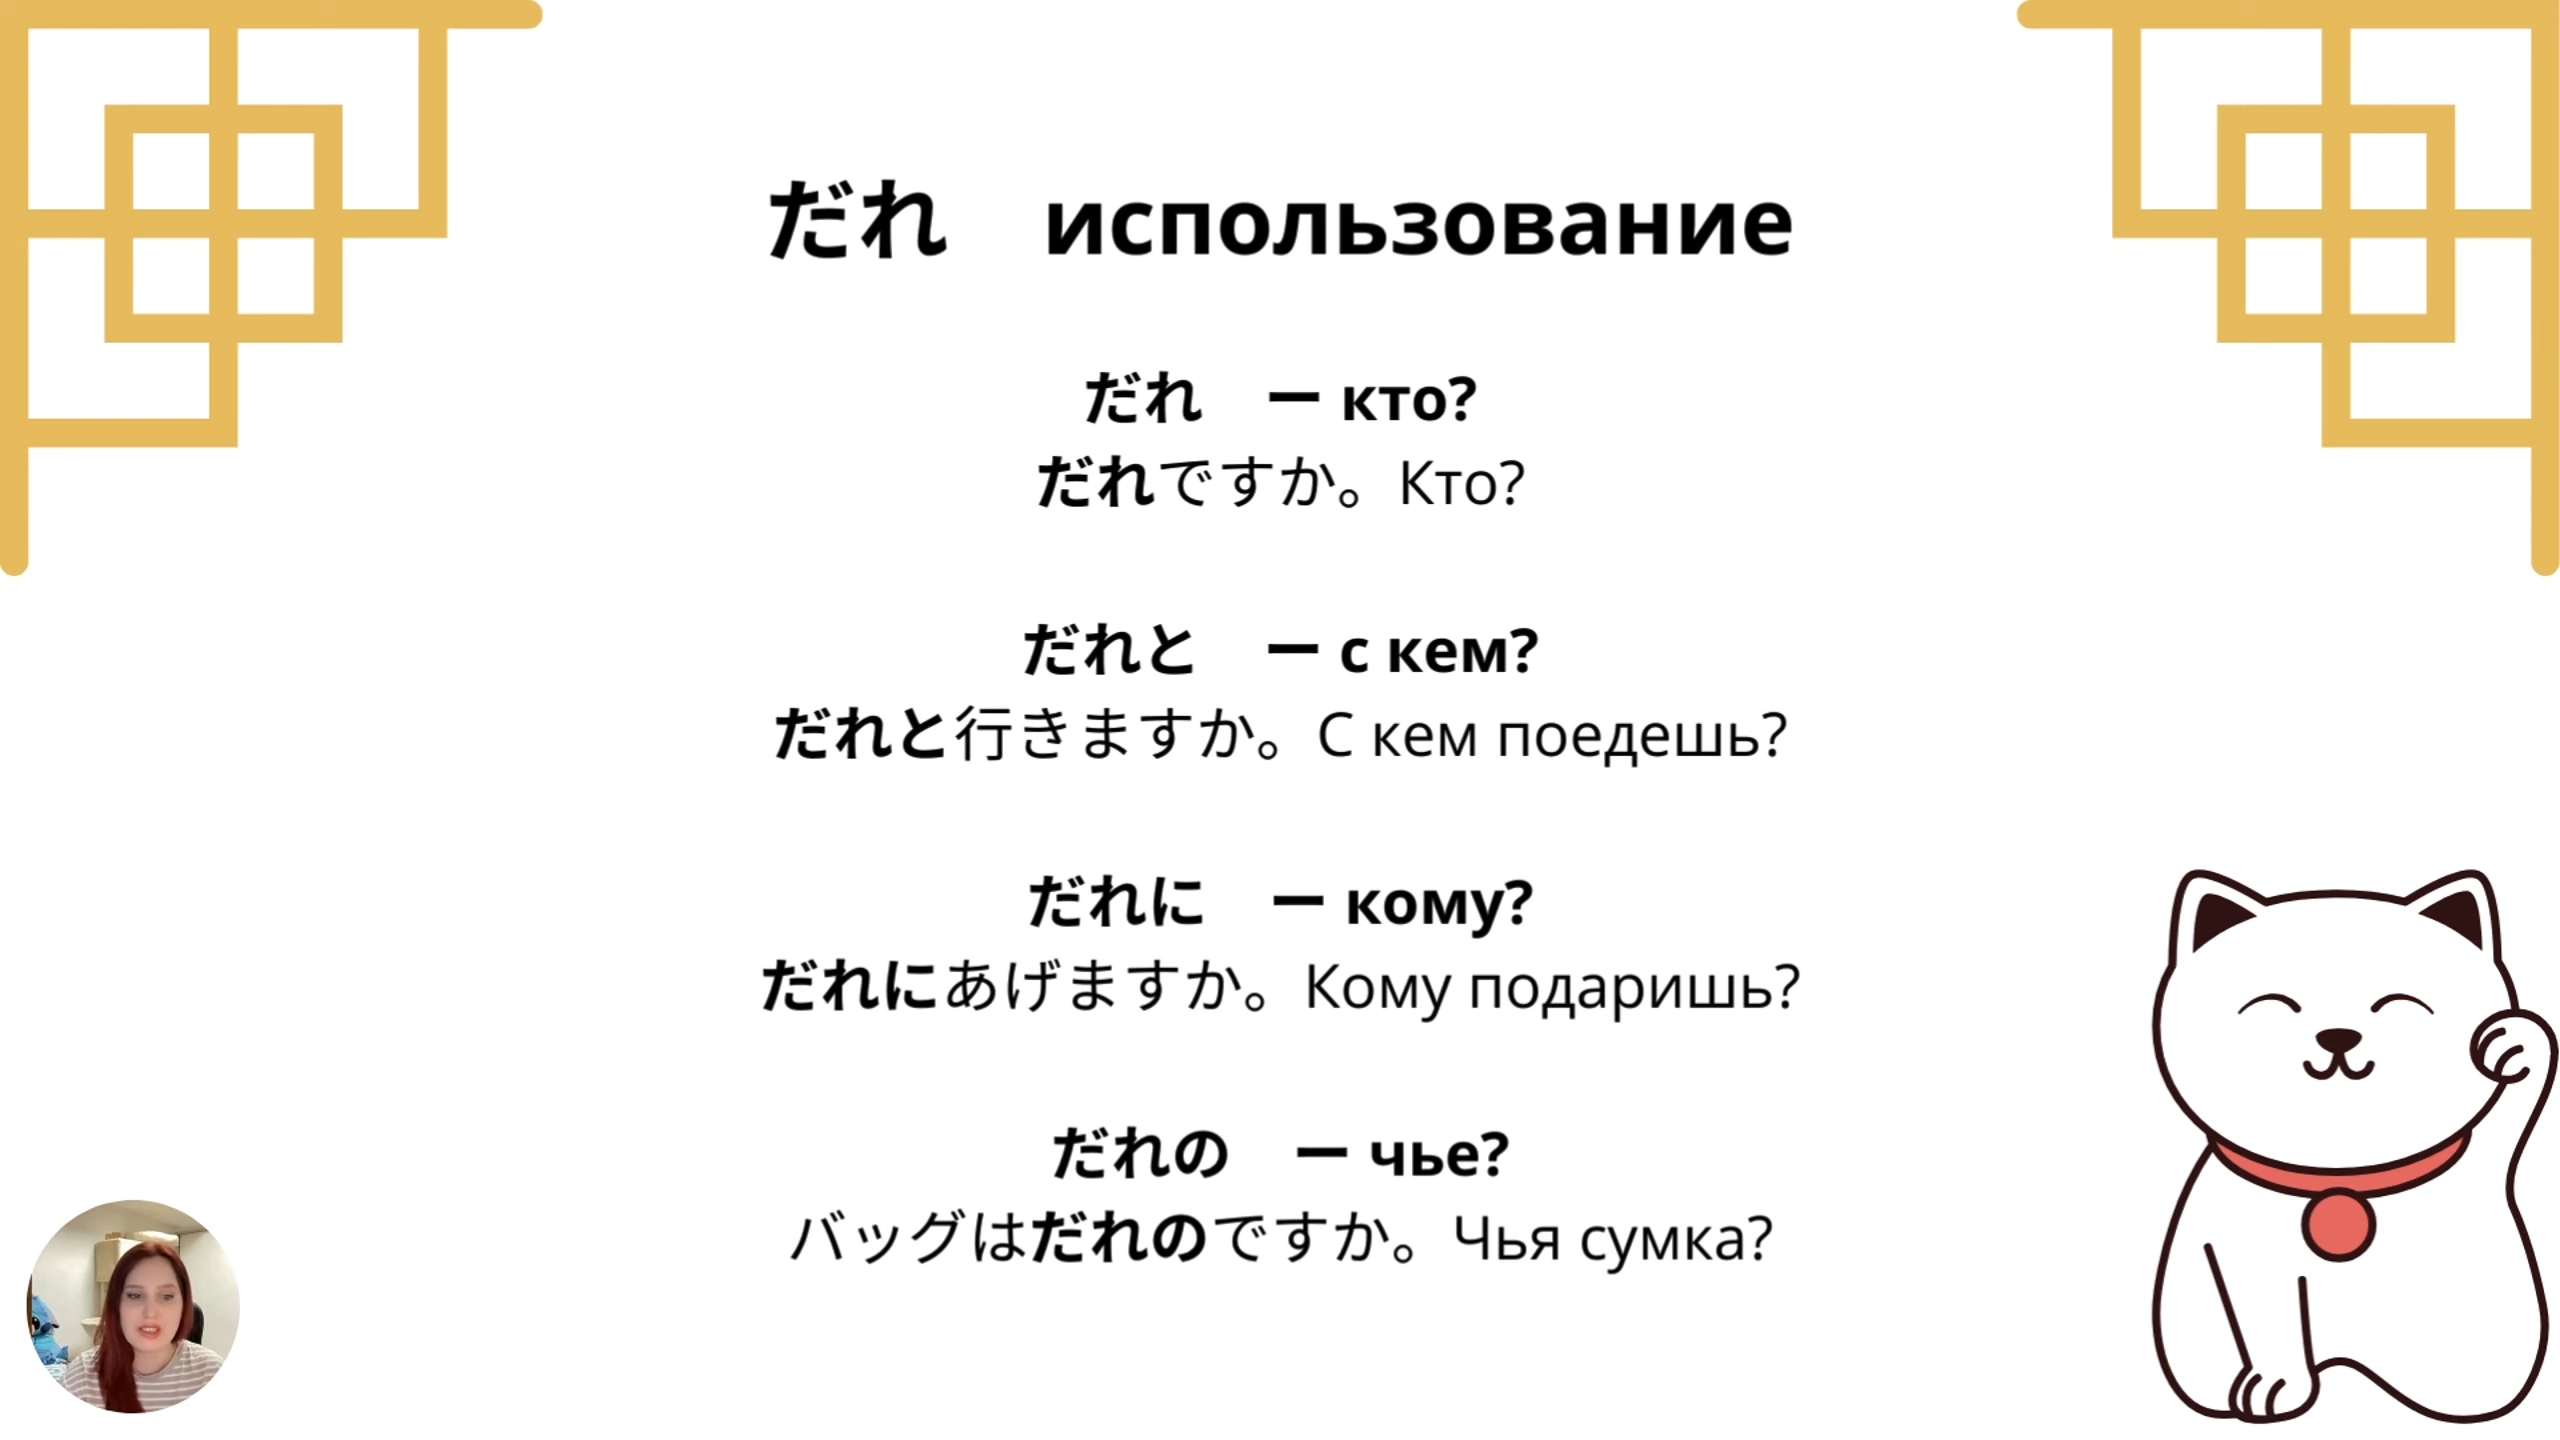 だれ　использование
だれ　ー кто?
だれですか。Кто?
だれと　ー с кем?
だれと行きますか。С кем поедешь?
だれに　ー кому?
だれにあげますか。Кому подаришь?
だれの　ー чье?
バッグはだれのですか。Чья сумка?